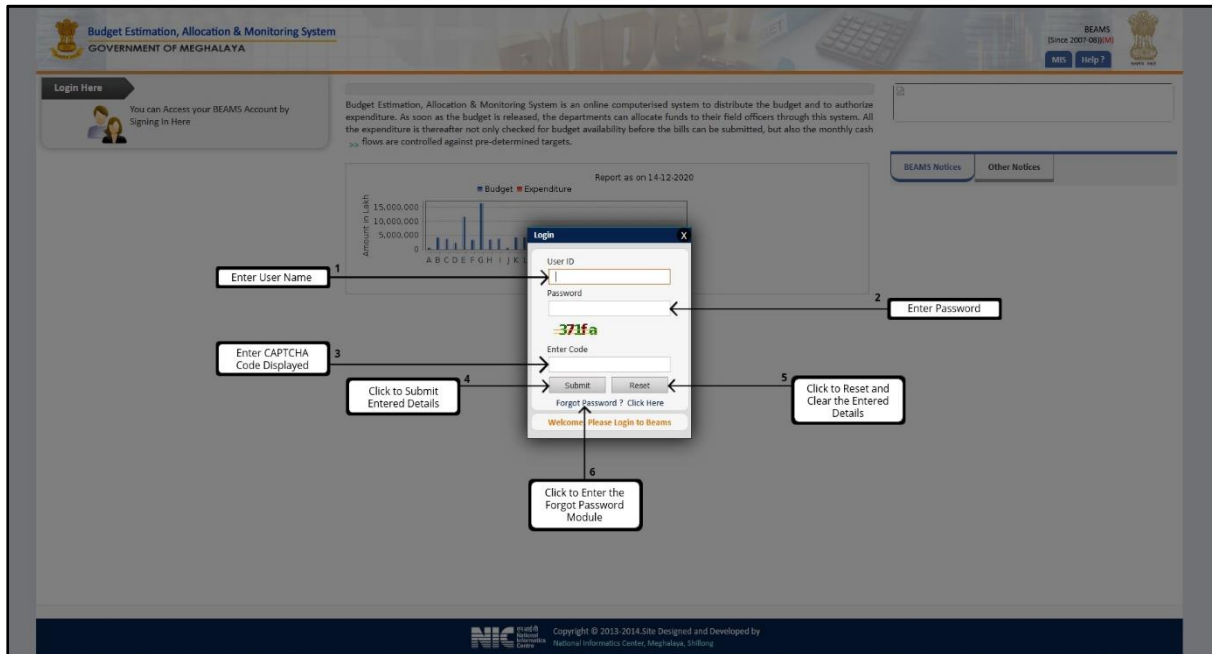 Budget Estimation, Allocation & Monitoring System
GOVERNMENT OF MEGHALAYA
BEAMS
[Since 2007-08](M)
MIS
Help ?
Login Here
You can Access your BEAMS Account by
Signing In Here
Budget Estimation, Allocation & Monitoring System is an online computerised system to distribute the budget and to authorize
expenditure. As soon as the budget is released, the departments can allocate funds to their field officers through this system. All
the expenditure is thereafter not only checked for budget availability before the bills can be submitted, but also the monthly cash
>> flows are controlled against pre-determined targets.
BEAMS Notices
Other Notices
Report as on 14-12-2020
Budget Expenditure
Amount in Lakh
15,000,000
10,000,000
5,000,000
0
A B C D E F G H I J K L
Login
X
User ID
1
Enter User Name
Password
2
Enter Password
371fa
Enter Code
3
Enter CAPTCHA
Code Displayed
4
Click to Submit
Entered Details
Submit
Reset
5
Click to Reset and
Clear the Entered
Details
Forgot Password ? Click Here
Welcome, Please Login to Beams
6
Click to Enter the
Forgot Password
Module
NIC
National
Informatics
Centre
Copyright © 2013-2014.Site Designed and Developed by
National Informatics Center, Meghalaya, Shillong